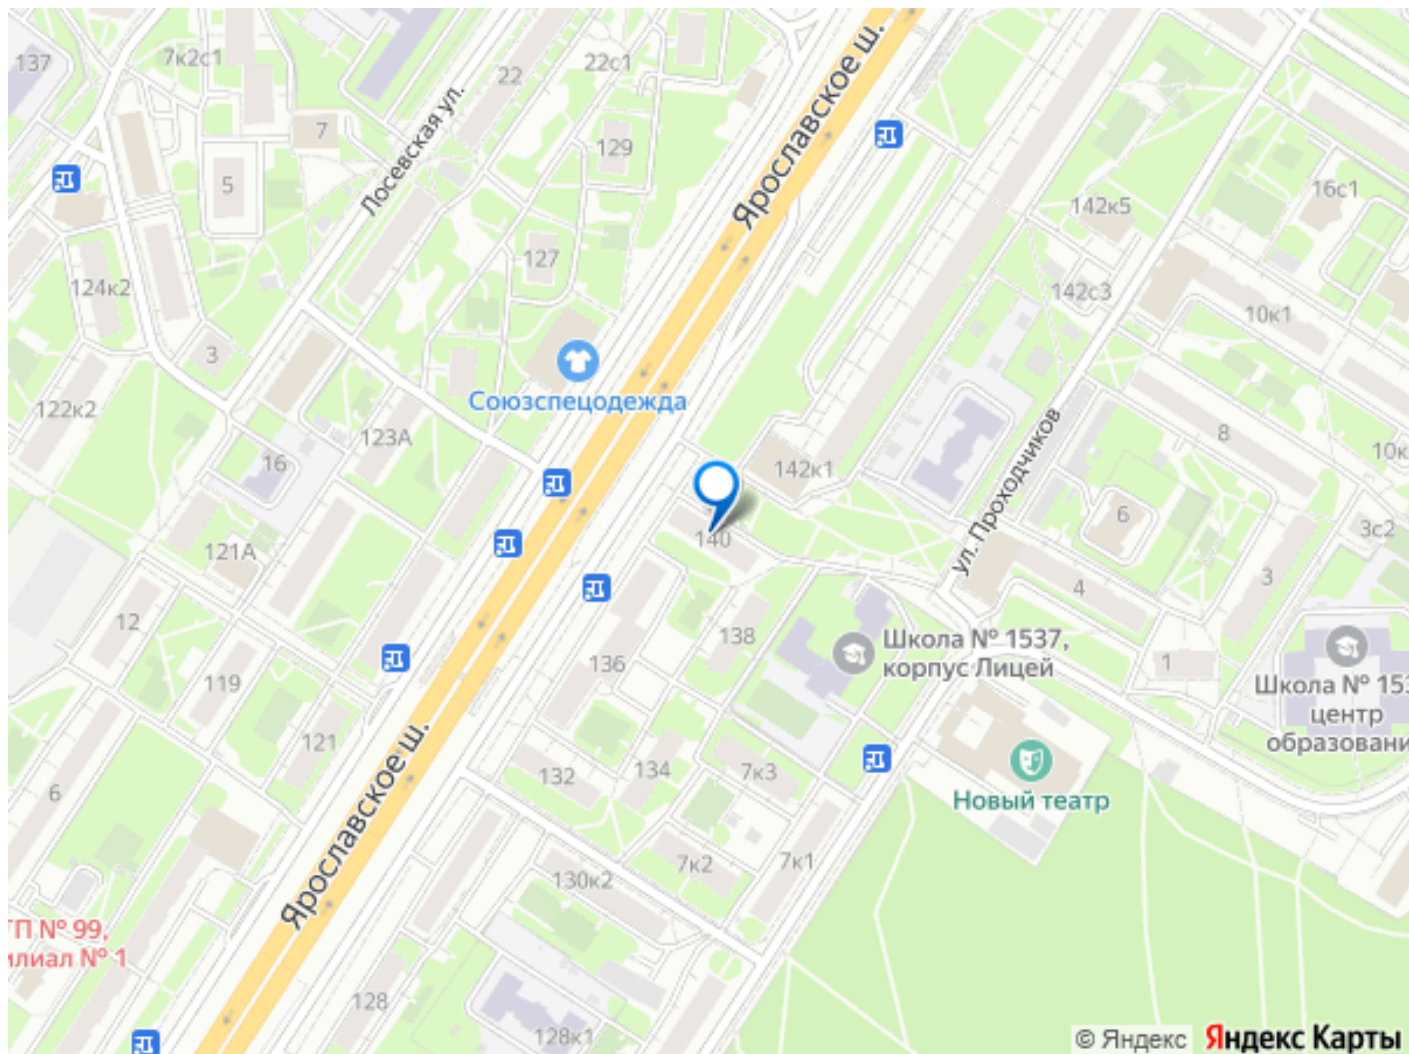 137
7к2с1
22
22с1
Ярославское ш.
7
Лосевская ул.
129
5
16с1
142к5
127
124к2
142с3
10к1
3
Союзспецодежда
122к2
123А
8
16
142к1
ул. Проходчиков
10к
6
140
3с2
121А
4
3
12
138
Школа № 1537,
корпус Лицей
136
1
119
Школа № 153
центр
образовани
121
132
134
7к3
6
Новый театр
Ярославское ш.
7к2
7к1
130к2
ГП № 99,
илиал № 1
128
128к1
© Яндекс
Яндекс Карты